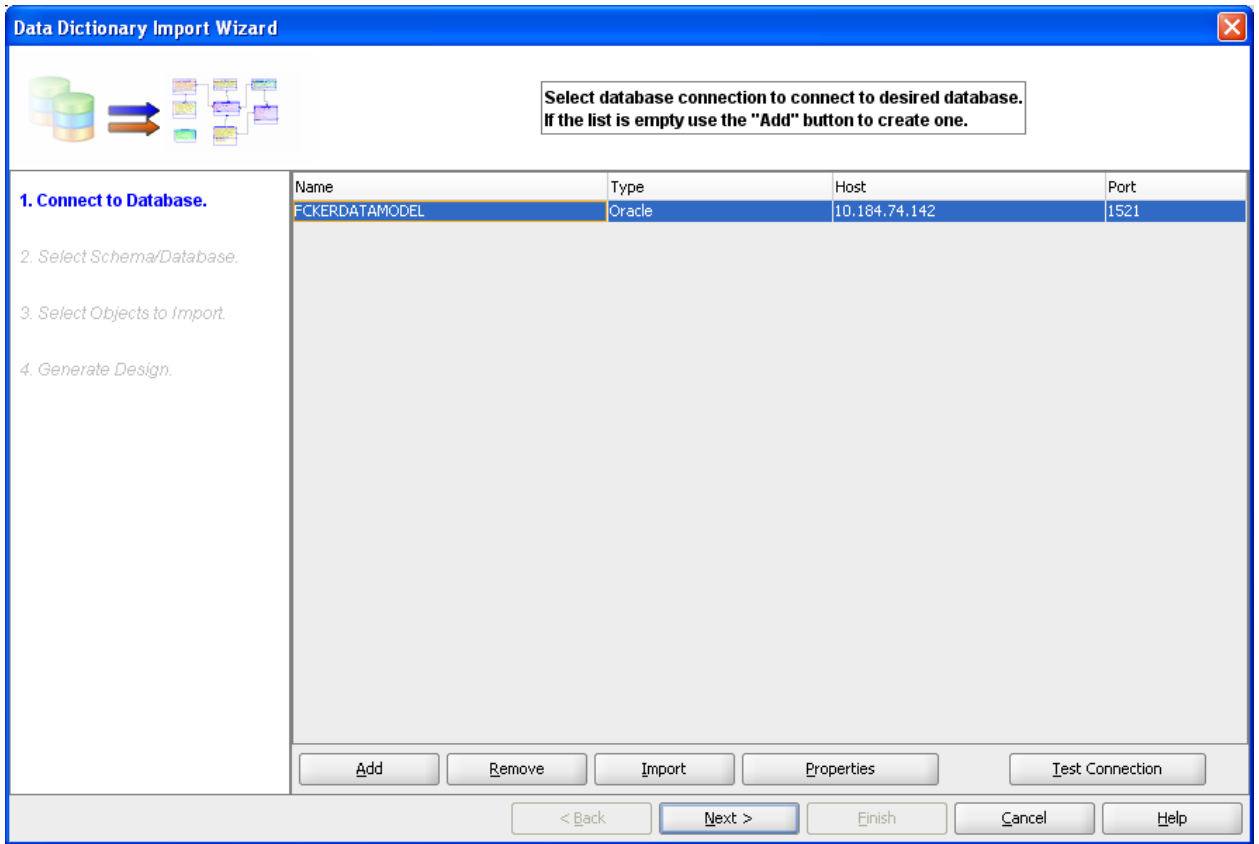 Data Dictionary Import Wizard
Select database connection to connect to desired database.
If the list is empty use the "Add" button to create one.
1. Connect to Database.
2. Select Schema/Database.
3. Select Objects to Import.
4. Generate Design.
Name Type Host Port
FCKERDATAMODEL Oracle 10.184.74.142 1521
Add Remove Import Properties Test Connection
< Back Next > Finish Cancel Help